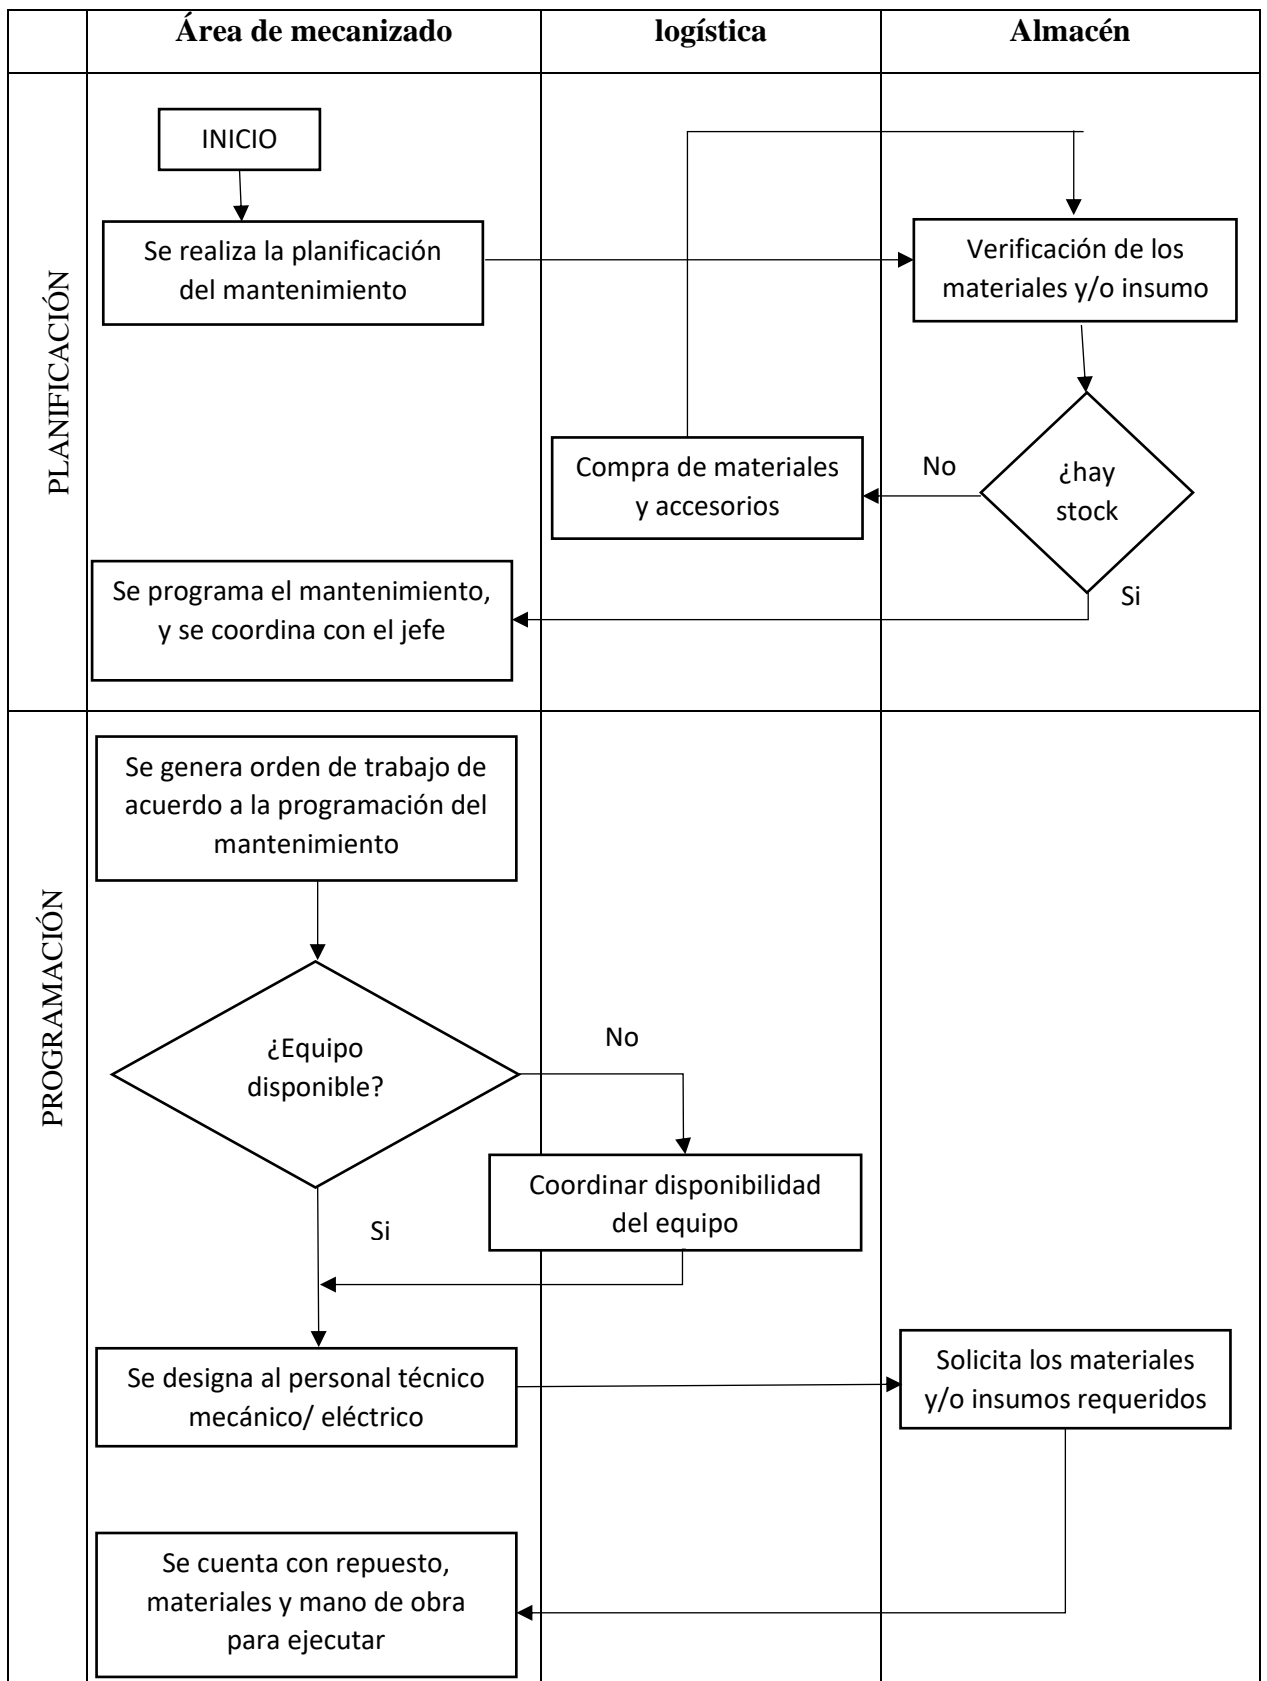 Área de mecanizado
logística
Almacén
PLANIFICACIÓN
INICIO
Se realiza la planificación
del mantenimiento
Verificación de los
materiales y/o insumo
¿hay
stock
No
Compra de materiales
y accesorios
Si
Se programa el mantenimiento,
y se coordina con el jefe
PROGRAMACIÓN
Se genera orden de trabajo de
acuerdo a la programación del
mantenimiento
¿Equipo
disponible?
No
Coordinar disponibilidad
del equipo
Si
Se designa al personal técnico
mecánico/ eléctrico
Solicita los materiales
y/o insumos requeridos
Se cuenta con repuesto,
materiales y mano de obra
para ejecutar